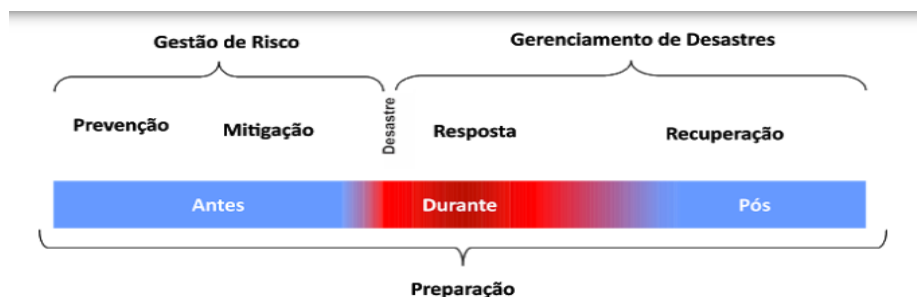 Gestão de Risco
Gerenciamento de Desastres
Prevenção
Mitigação
Desastre
Resposta
Recuperação
Antes
Durante
Pós
Preparação